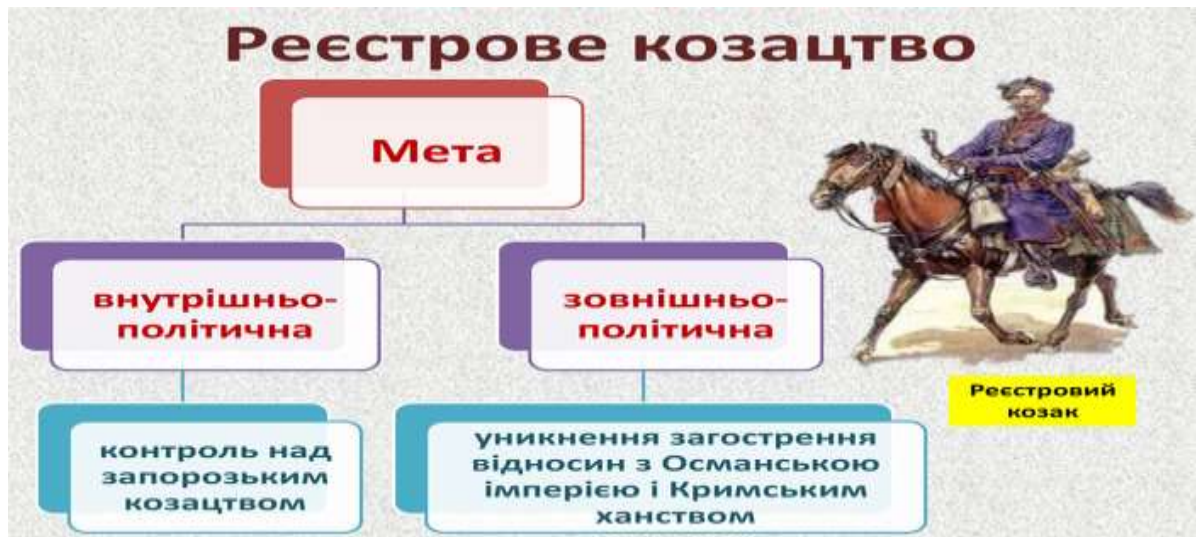 Реєстрове козацтво
Мета
внутрішньо-
політична
зовнішньо-
політична
контроль над
запорозьким
козацтвом
уникнення загострення
відносин з Османською
імперією і Кримським
ханством
Реєстровий
козак